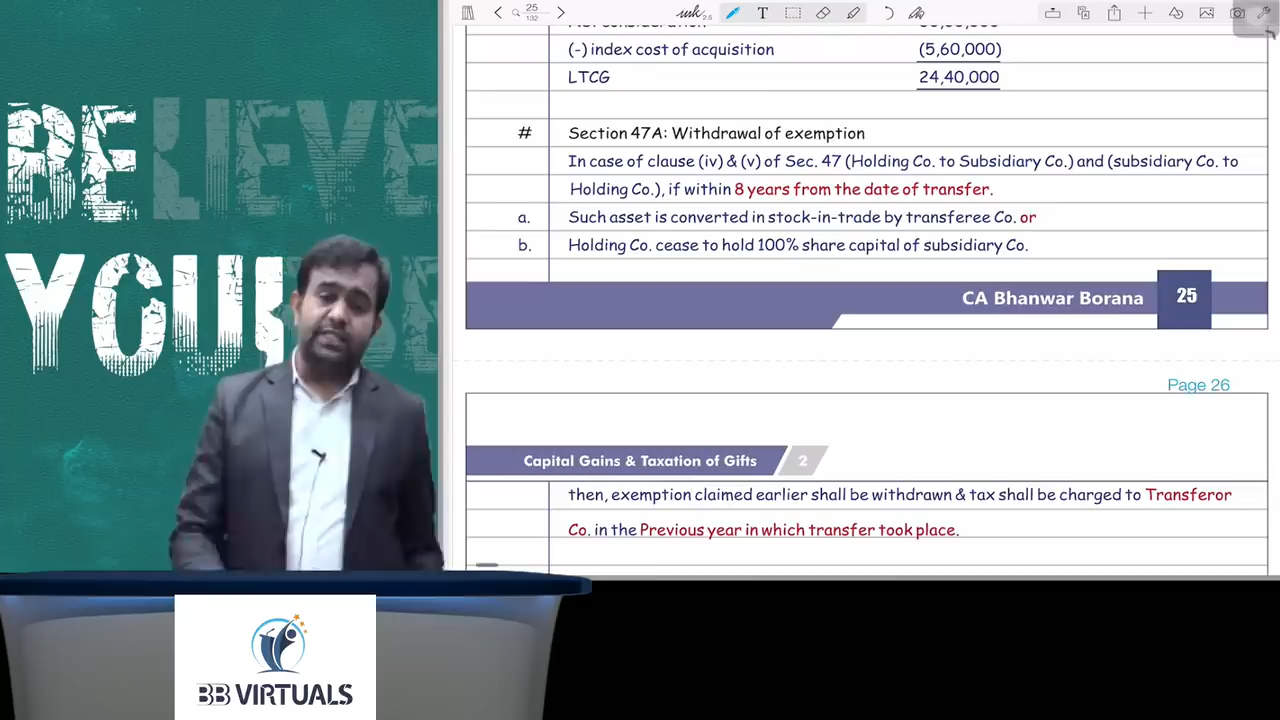 BELIEVE
YOU
25
132
2.5
T
(-) index cost of acquisition (5,60,000)
LTCG 24,40,000
# Section 47A: Withdrawal of exemption
In case of clause (iv) & (v) of Sec. 47 (Holding Co. to Subsidiary Co.) and (subsidiary Co. to
Holding Co.), if within 8 years from the date of transfer.
a. Such asset is converted in stock-in-trade by transferee Co. or
b. Holding Co. cease to hold 100% share capital of subsidiary Co.
CA Bhanwar Borana 25
Page 26
Capital Gains & Taxation of Gifts 2
then, exemption claimed earlier shall be withdrawn & tax shall be charged to Transferor
Co. in the Previous year in which transfer took place.
BB VIRTUALS